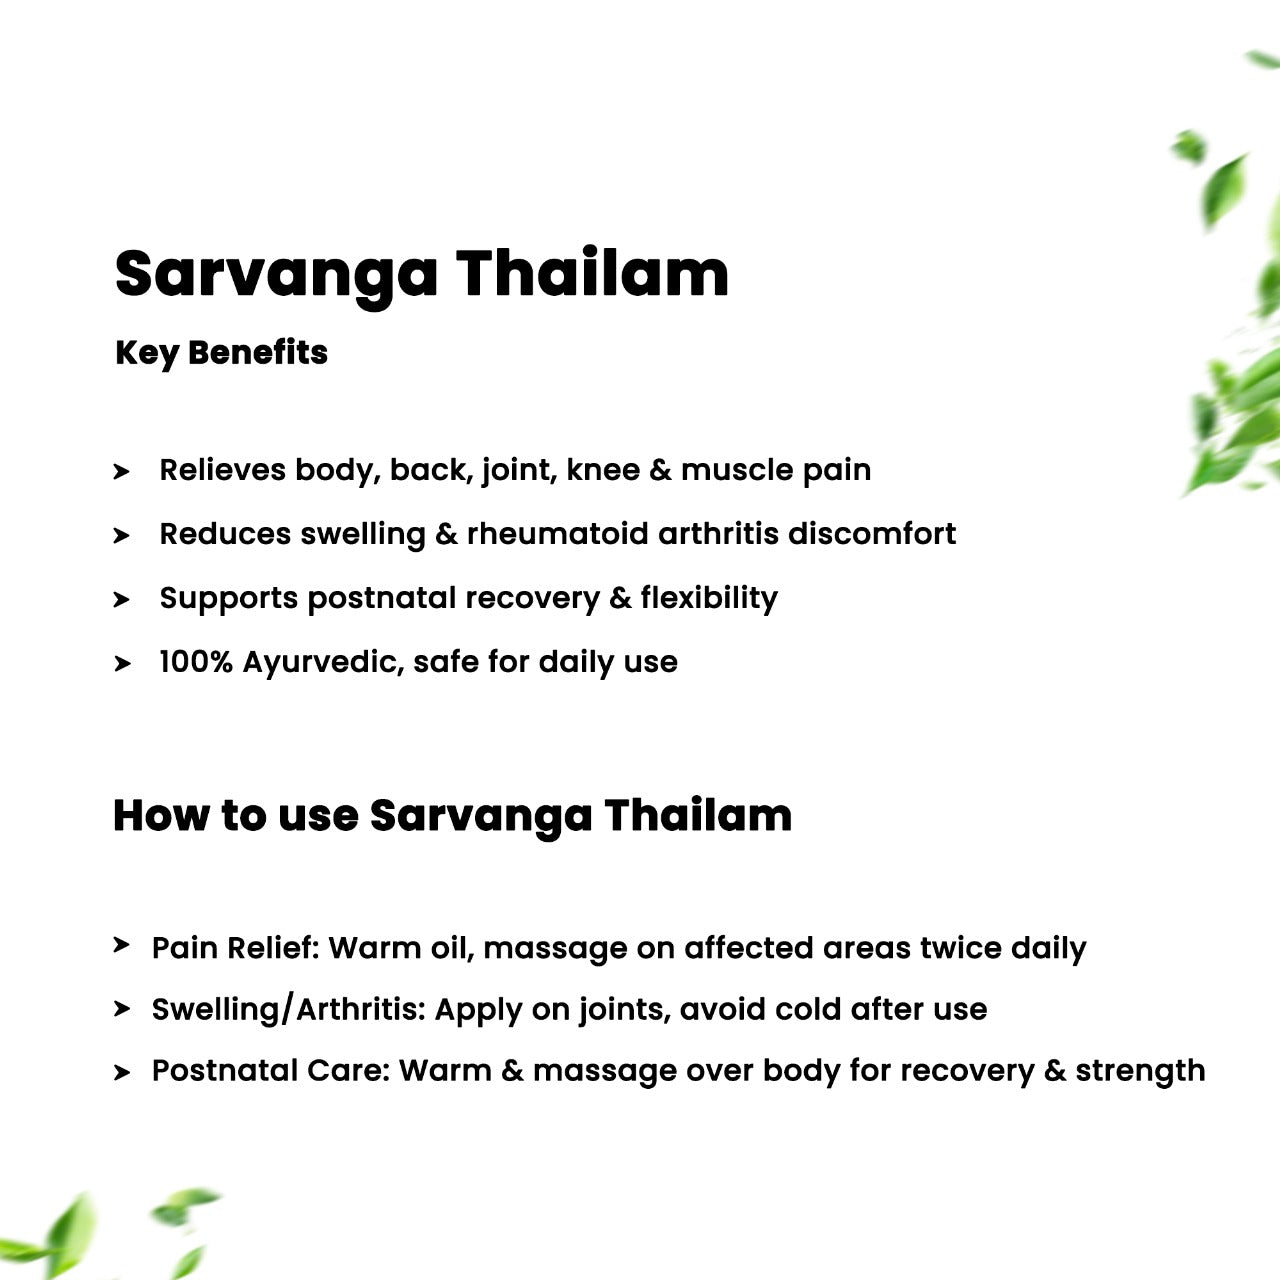 Sarvanga Thailam
Key Benefits
➤ Relieves body, back, joint, knee & muscle pain
➤ Reduces swelling & rheumatoid arthritis discomfort
➤ Supports postnatal recovery & flexibility
➤ 100% Ayurvedic, safe for daily use
How to use Sarvanga Thailam
➤ Pain Relief: Warm oil, massage on affected areas twice daily
➤ Swelling/Arthritis: Apply on joints, avoid cold after use
➤ Postnatal Care: Warm & massage over body for recovery & strength